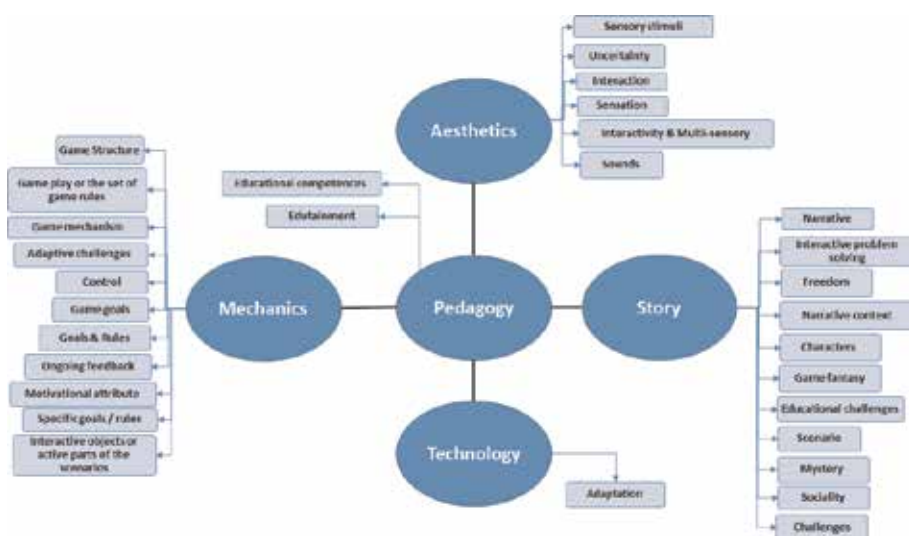 Sensory stimuli
Uncertainty
Interaction
Sensation
Interactivity & Multi-sensory
Sounds
Aesthetics
Game Structure
Game play or the set of
game rules
Game mechanism
Adaptive challenges
Control
Game goals
Goals & Rules
Ongoing feedback
Motivational attribute
Specific goals / rules
Interactive objects or
active parts of the
scenarios
Mechanics
Educational competences
Edutainment
Pedagogy
Story
Narrative
Interactive problem
solving
Freedom
Narrative context
Characters
Game fantasy
Educational challenges
Scenario
Mystery
Sociality
Challenges
Technology
Adaptation